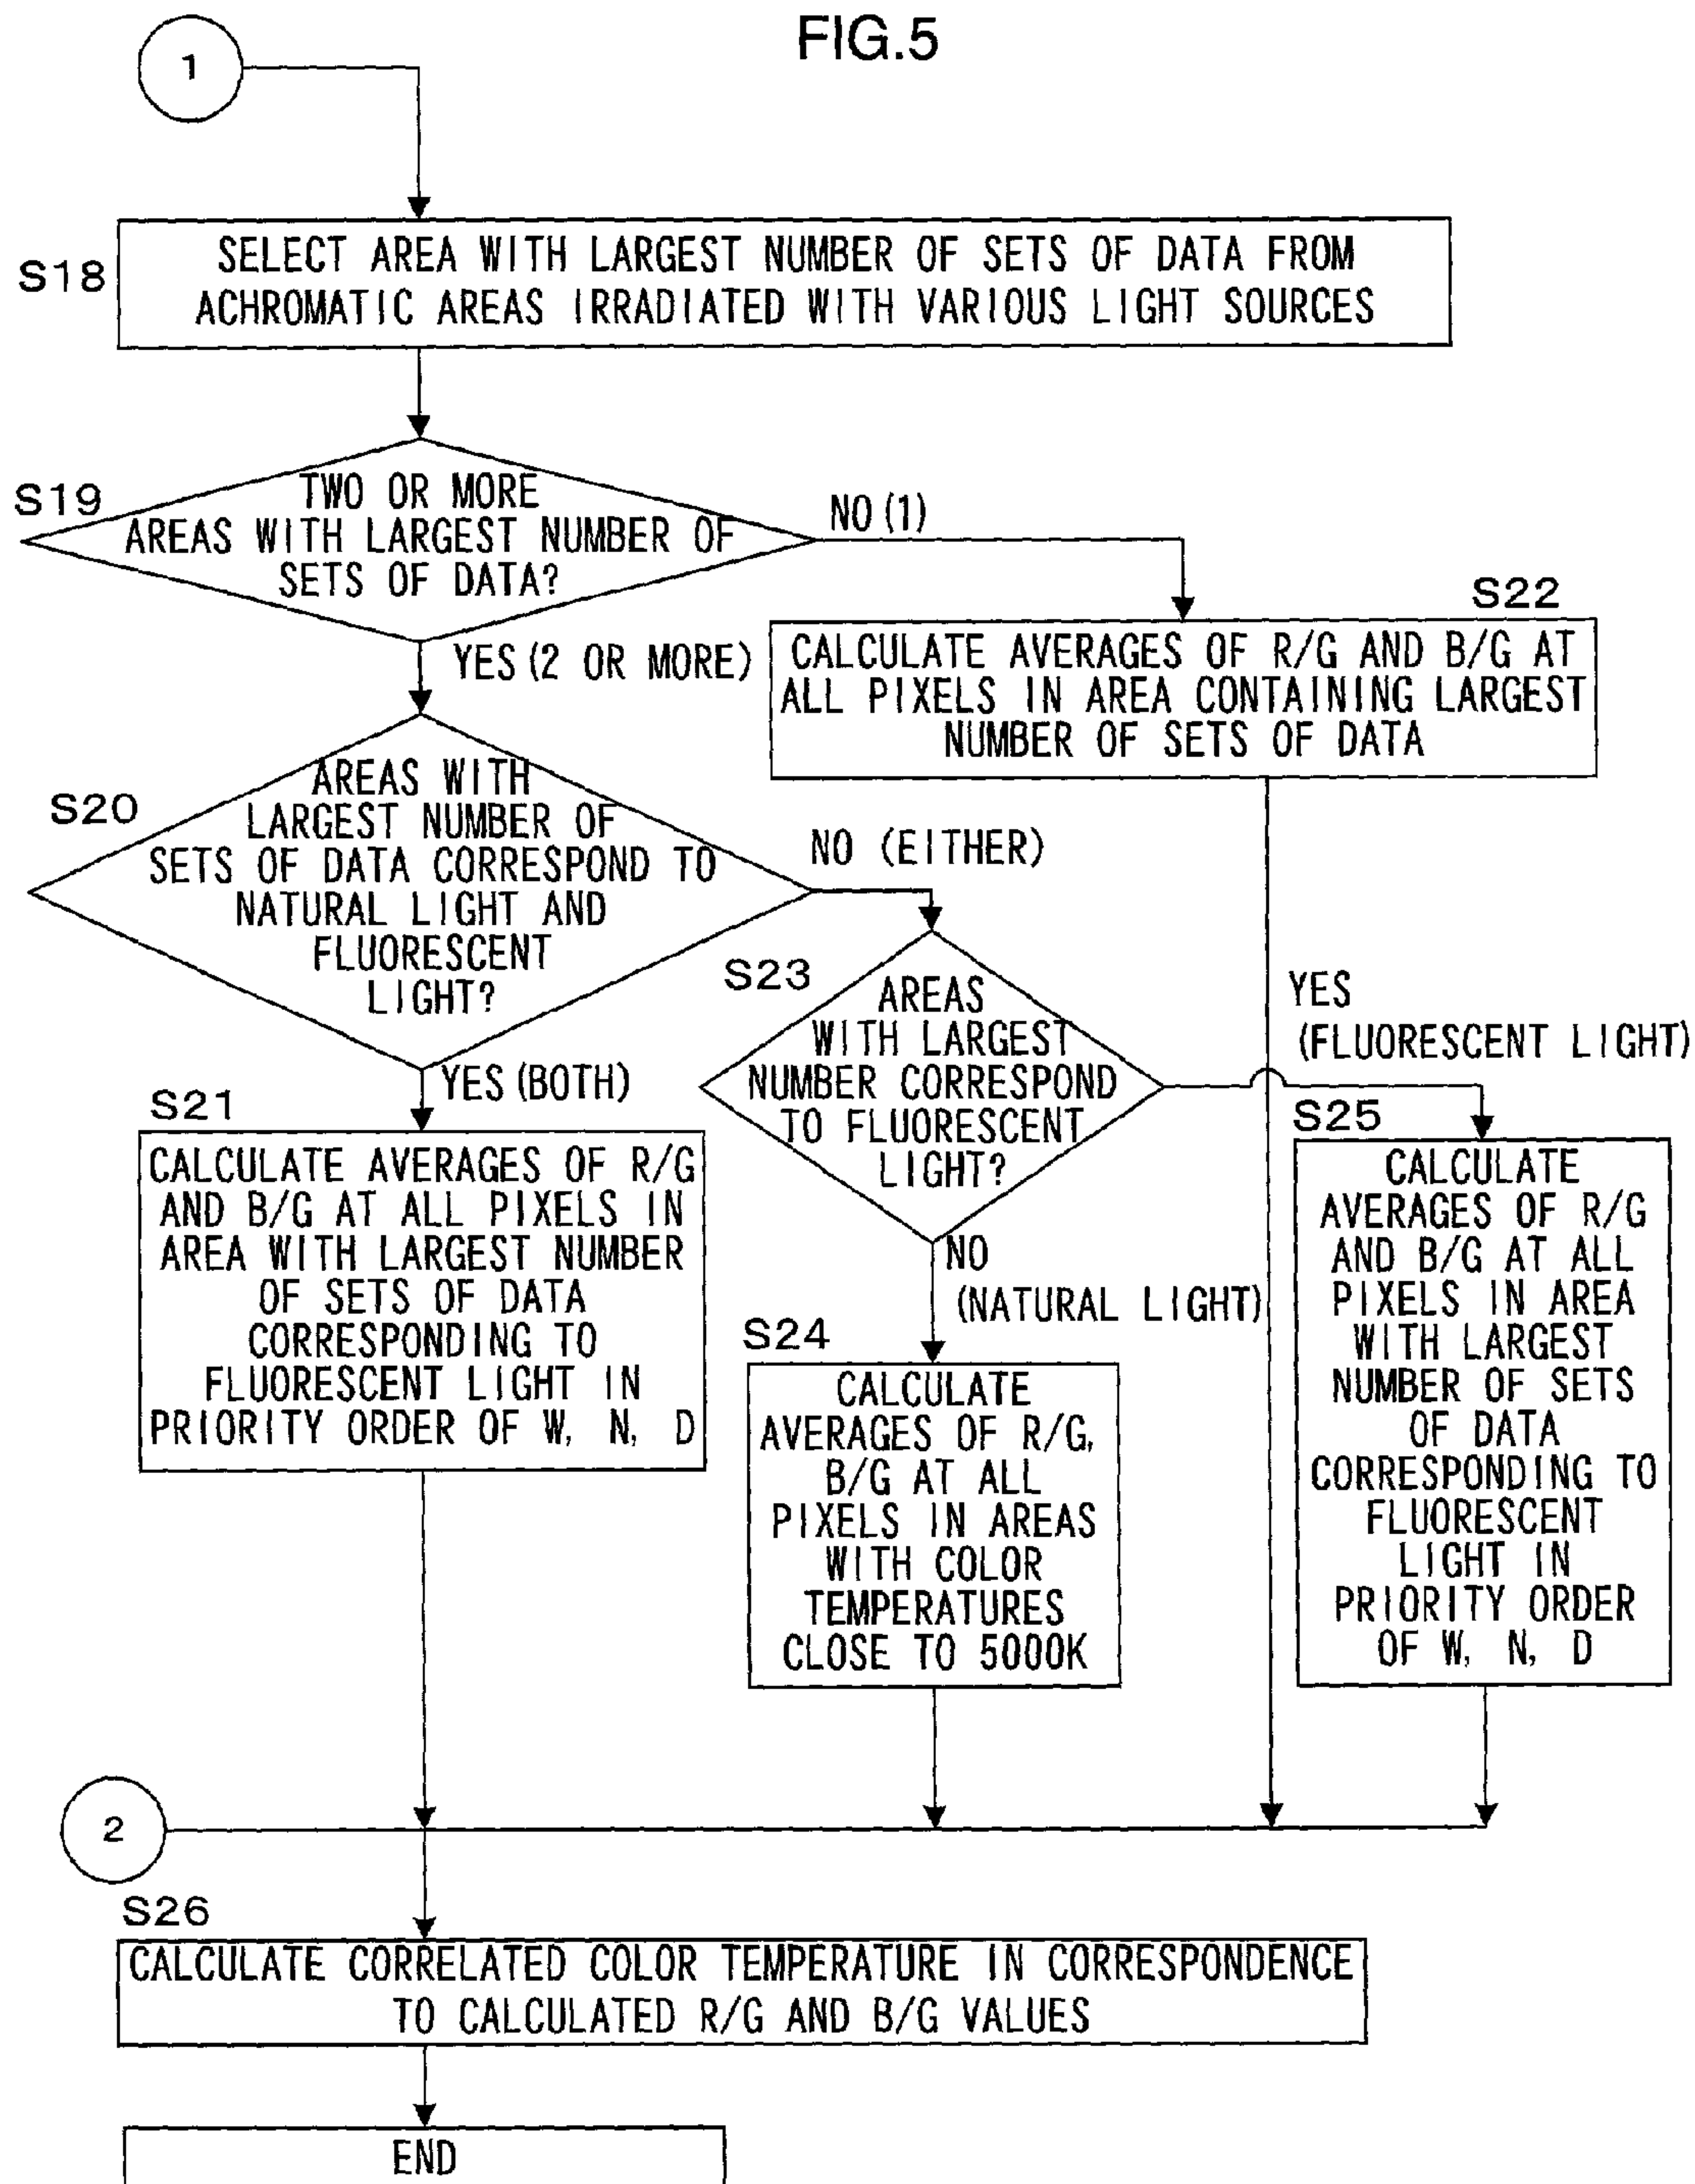 FIG.5
1
S18
SELECT AREA WITH LARGEST NUMBER OF SETS OF DATA FROM
ACHROMATIC AREAS IRRADIATED WITH VARIOUS LIGHT SOURCES
S19
TWO OR MORE
AREAS WITH LARGEST NUMBER OF
SETS OF DATA?
NO (1)
YES (2 OR MORE)
S22
CALCULATE AVERAGES OF R/G AND B/G AT
ALL PIXELS IN AREA CONTAINING LARGEST
NUMBER OF SETS OF DATA
S20
AREAS WITH
LARGEST NUMBER OF
SETS OF DATA CORRESPOND TO
NATURAL LIGHT AND
FLUORESCENT
LIGHT?
NO (EITHER)
YES (BOTH)
S23
AREAS
WITH LARGEST
NUMBER CORRESPOND
TO FLUORESCENT
LIGHT?
YES
(FLUORESCENT LIGHT)
NO
(NATURAL LIGHT)
S21
CALCULATE AVERAGES OF R/G
AND B/G AT ALL PIXELS IN
AREA WITH LARGEST NUMBER
OF SETS OF DATA
CORRESPONDING TO
FLUORESCENT LIGHT IN
PRIORITY ORDER OF W, N, D
S24
CALCULATE
AVERAGES OF R/G,
B/G AT ALL
PIXELS IN AREAS
WITH COLOR
TEMPERATURES
CLOSE TO 5000K
S25
CALCULATE
AVERAGES OF R/G
AND B/G AT ALL
PIXELS IN AREA
WITH LARGEST
NUMBER OF SETS
OF DATA
CORRESPONDING TO
FLUORESCENT
LIGHT IN
PRIORITY ORDER
OF W, N, D
2
S26
CALCULATE CORRELATED COLOR TEMPERATURE IN CORRESPONDENCE
TO CALCULATED R/G AND B/G VALUES
END